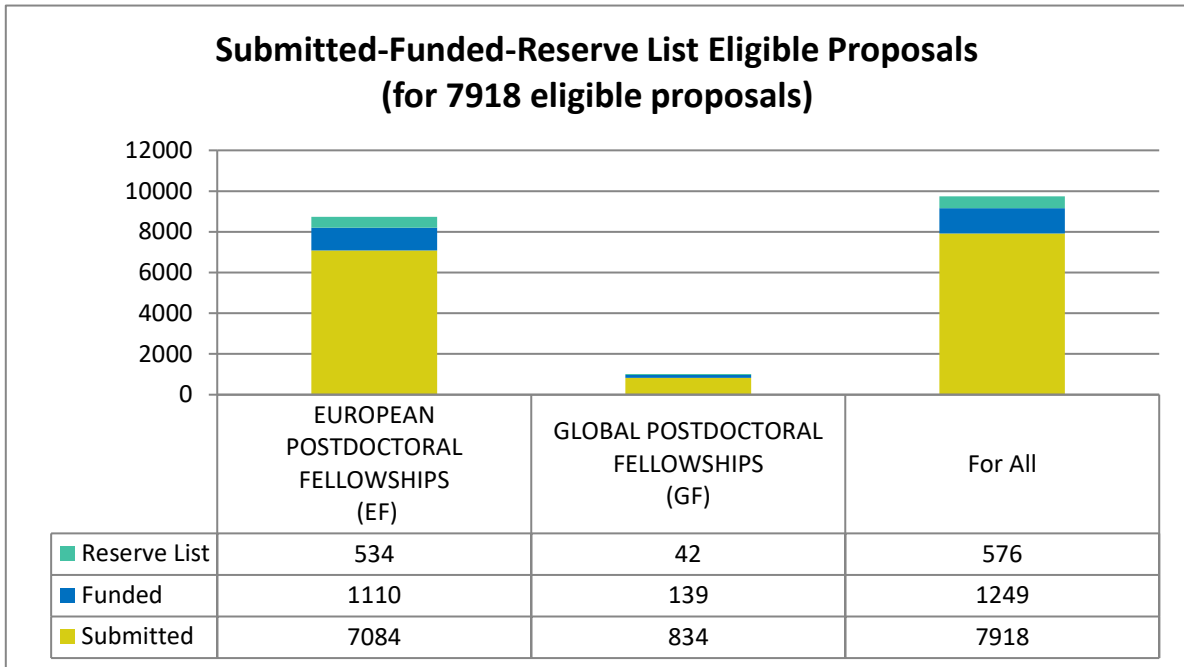 Submitted-Funded-Reserve List Eligible Proposals
(for 7918 eligible proposals)
12000
10000
8000
6000
4000
2000
0
EUROPEAN
POSTDOCTORAL
FELLOWSHIPS
(EF)
GLOBAL POSTDOCTORAL
FELLOWSHIPS
(GF)
For All
Reserve List 534 42 576
Funded 1110 139 1249
Submitted 7084 834 7918